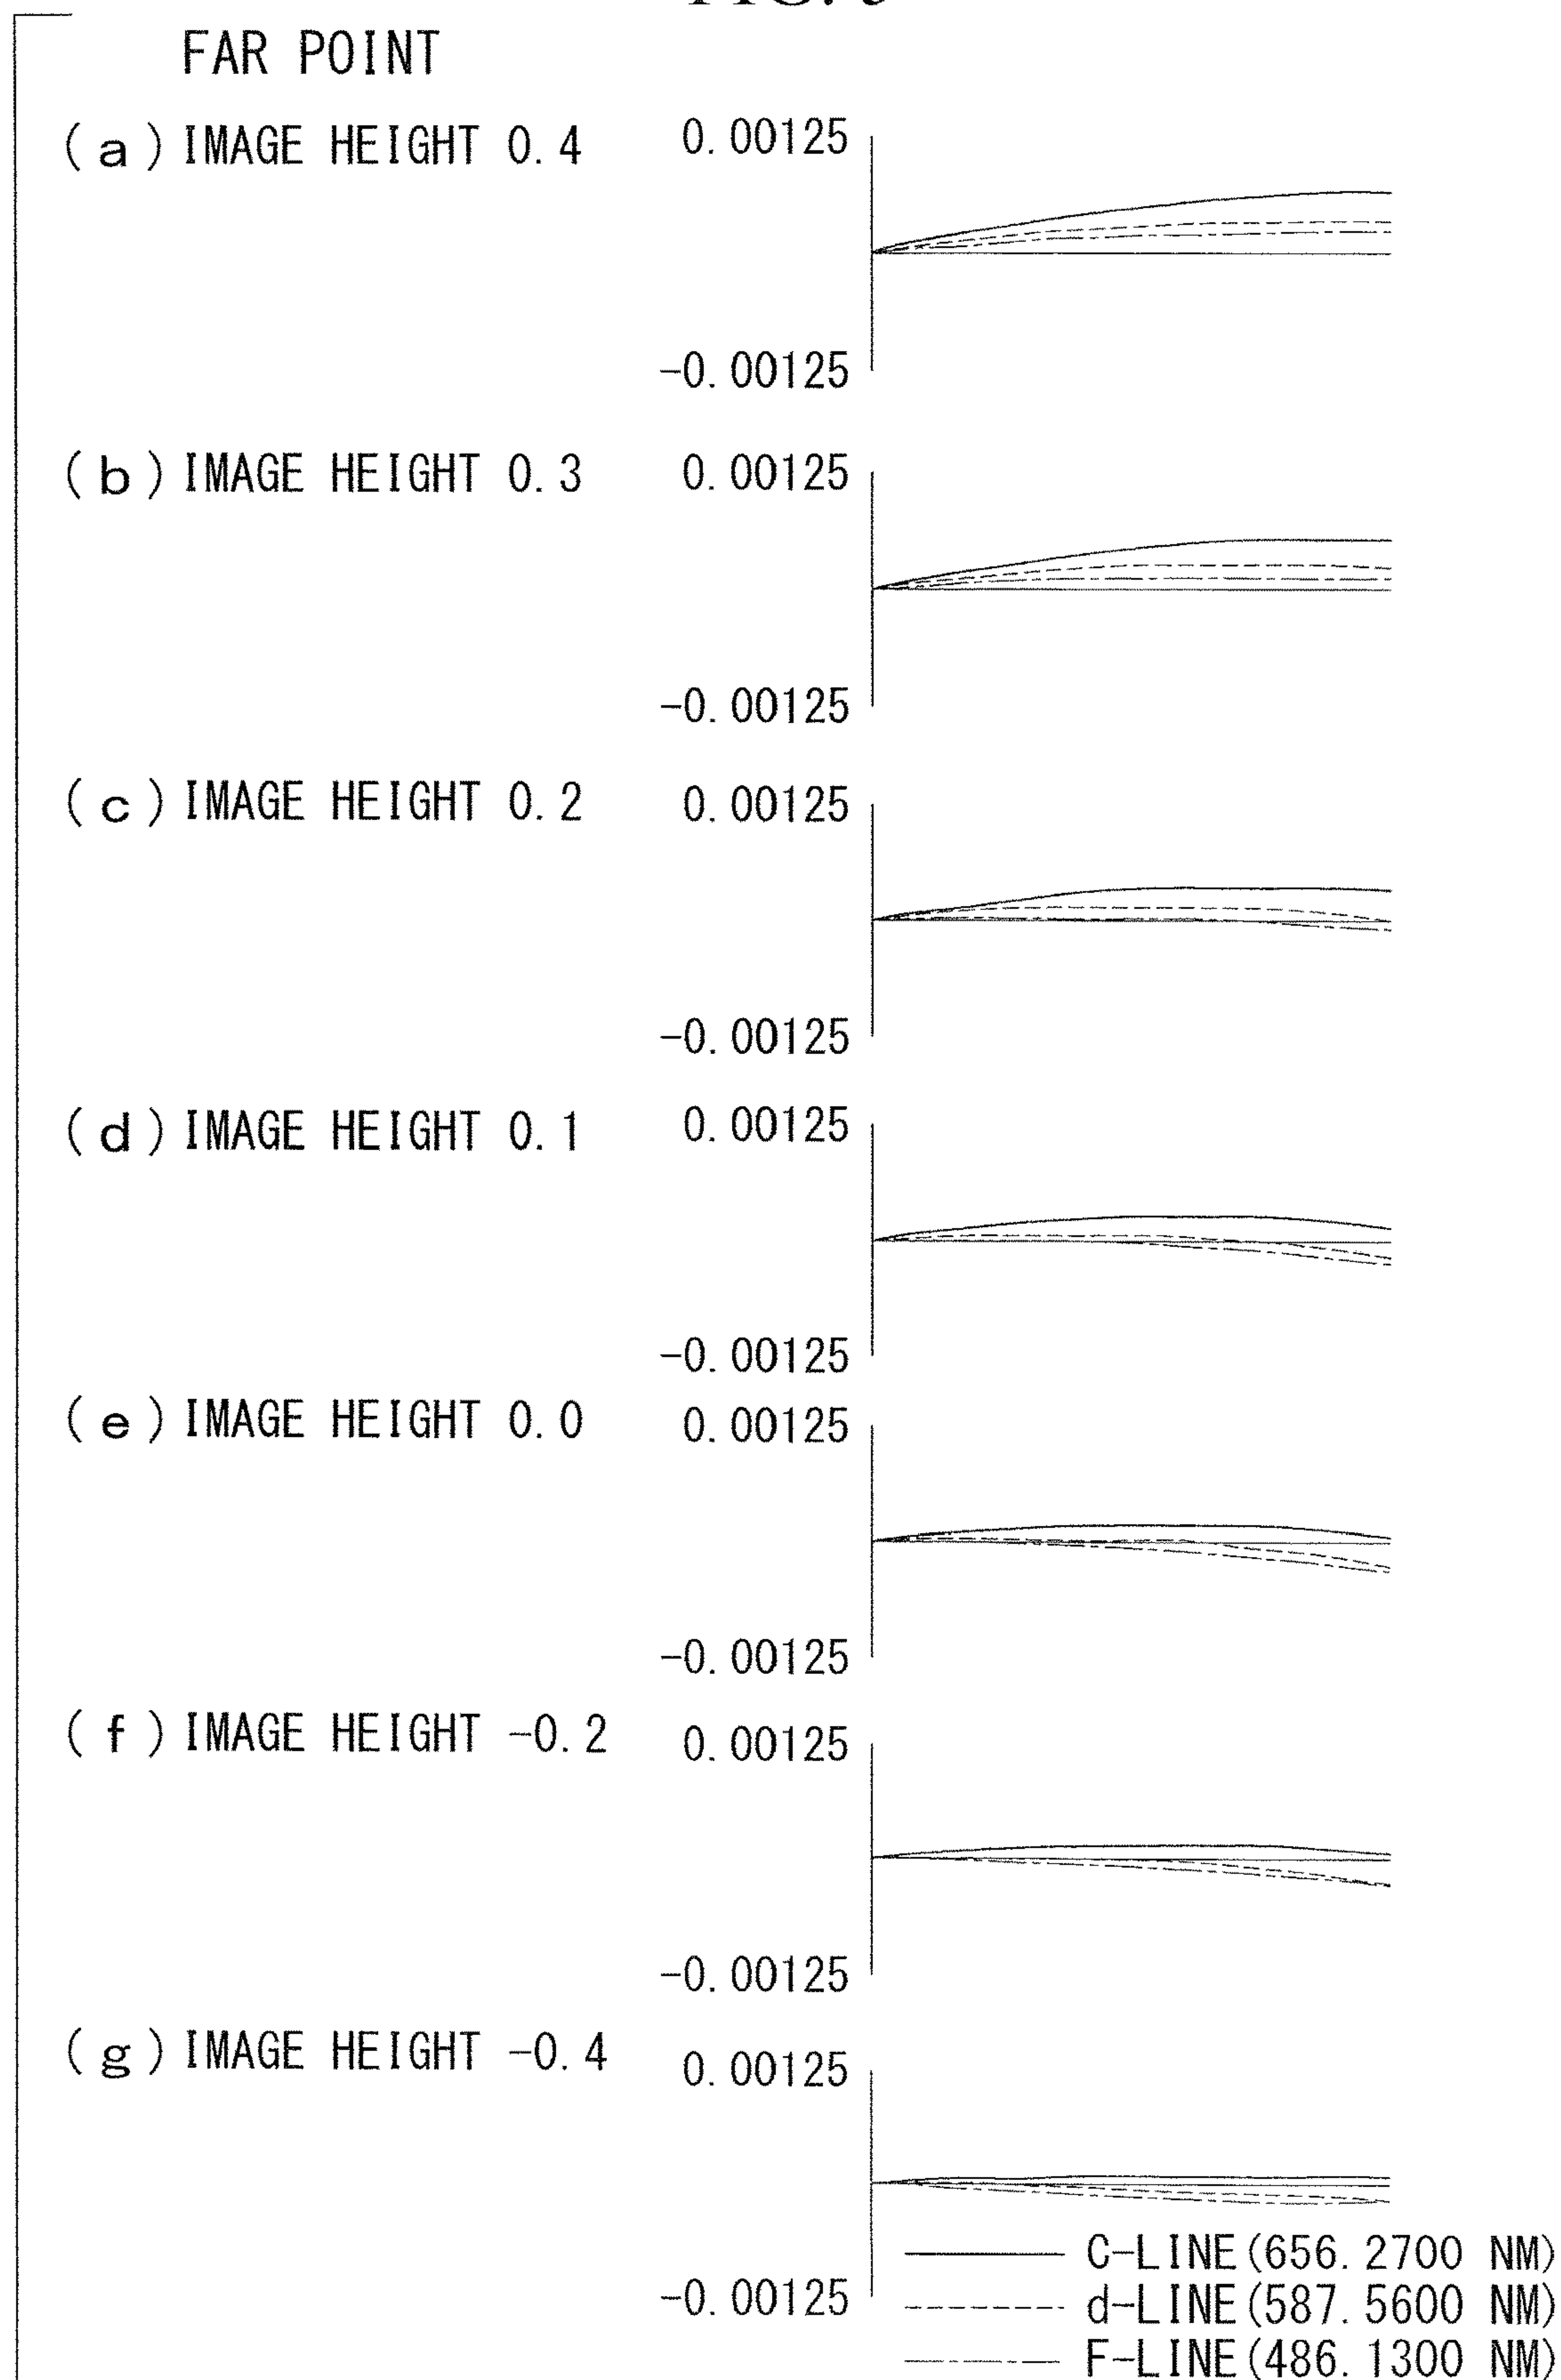 FAR POINT
(a) IMAGE HEIGHT 0.4 0.00125
-0.00125
(b) IMAGE HEIGHT 0.3 0.00125
-0.00125
(c) IMAGE HEIGHT 0.2 0.00125
-0.00125
(d) IMAGE HEIGHT 0.1 0.00125
-0.00125
(e) IMAGE HEIGHT 0.0 0.00125
-0.00125
(f) IMAGE HEIGHT -0.2 0.00125
-0.00125
(g) IMAGE HEIGHT -0.4 0.00125
-0.00125
C-LINE(656.2700 NM)
d-LINE(587.5600 NM)
F-LINE(486.1300 NM)